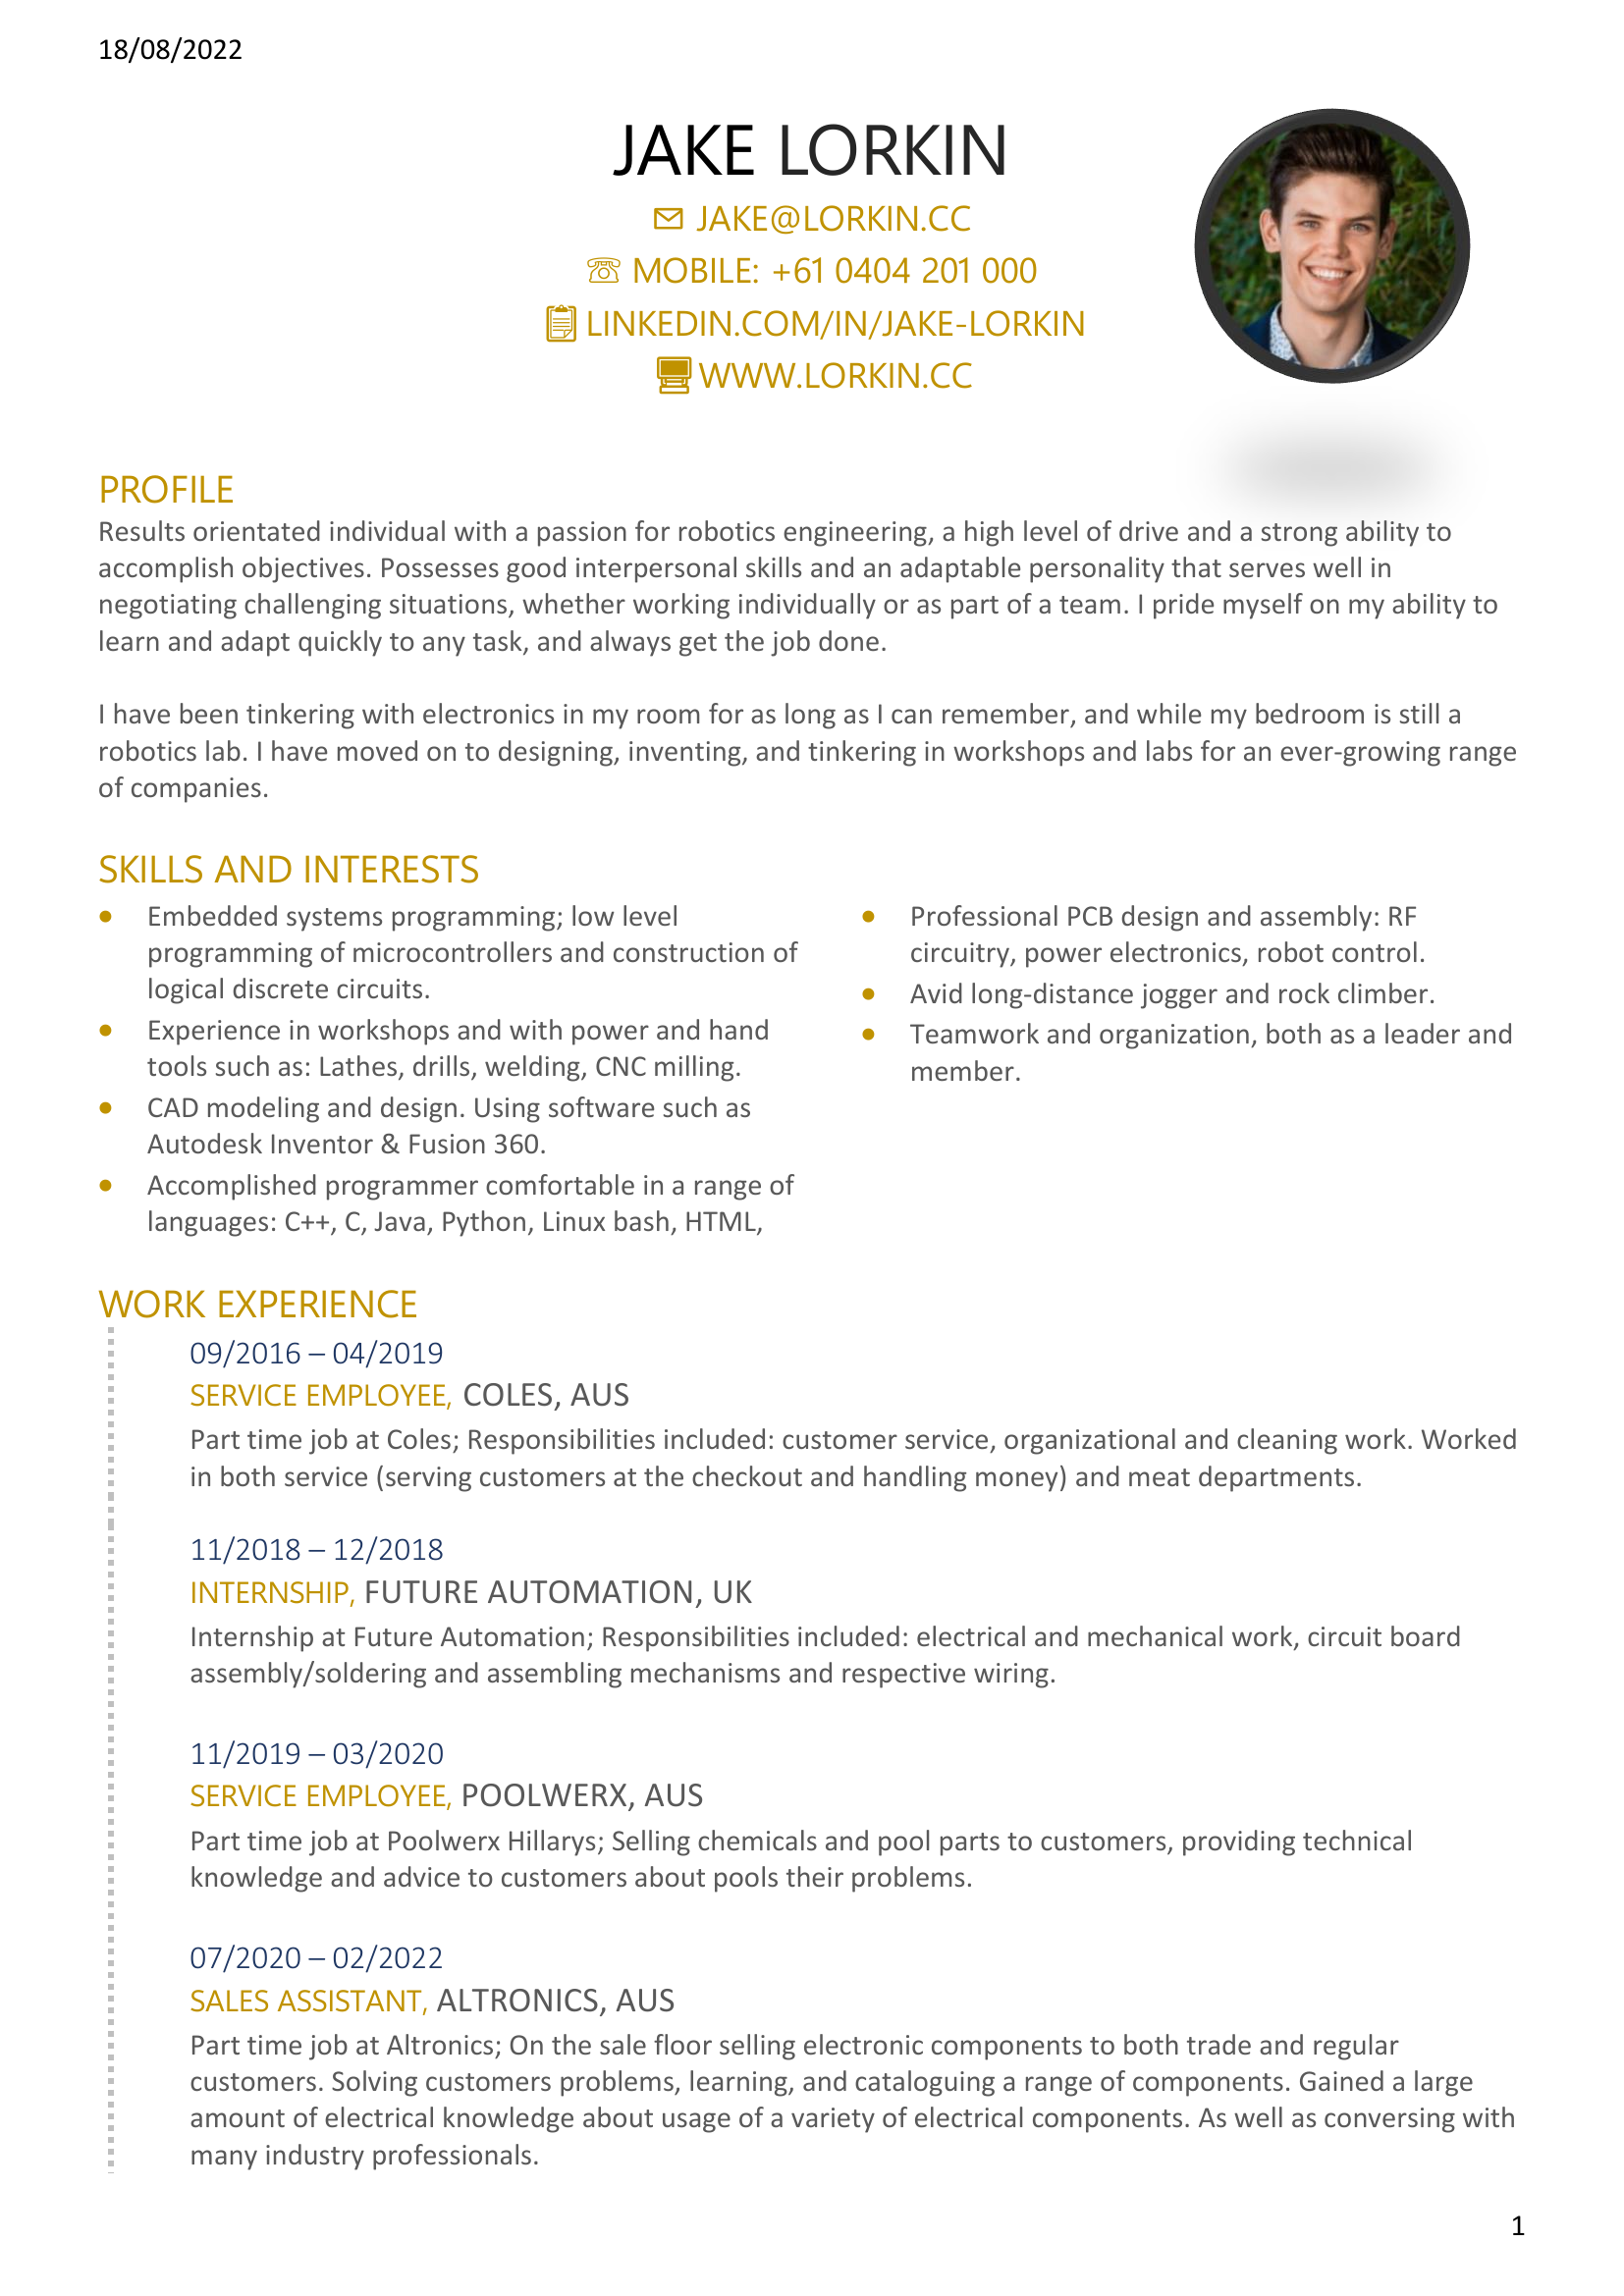 18/08/2022
JAKE LORKIN
JAKE@LORKIN.CC
MOBILE: +61 0404 201 000
LINKEDIN.COM/IN/JAKE-LORKIN
WWW.LORKIN.CC
PROFILE
Results orientated individual with a passion for robotics engineering, a high level of drive and a strong ability to
accomplish objectives. Possesses good interpersonal skills and an adaptable personality that serves well in
negotiating challenging situations, whether working individually or as part of a team. I pride myself on my ability to
learn and adapt quickly to any task, and always get the job done.
I have been tinkering with electronics in my room for as long as I can remember, and while my bedroom is still a
robotics lab. I have moved on to designing, inventing, and tinkering in workshops and labs for an ever-growing range
of companies.
SKILLS AND INTERESTS
• Embedded systems programming; low level
programming of microcontrollers and construction of
logical discrete circuits.
• Experience in workshops and with power and hand
tools such as: Lathes, drills, welding, CNC milling.
• CAD modeling and design. Using software such as
Autodesk Inventor & Fusion 360.
• Accomplished programmer comfortable in a range of
languages: C++, C, Java, Python, Linux bash, HTML,
• Professional PCB design and assembly: RF
circuitry, power electronics, robot control.
• Avid long-distance jogger and rock climber.
• Teamwork and organization, both as a leader and
member.
WORK EXPERIENCE
09/2016 – 04/2019
SERVICE EMPLOYEE, COLES, AUS
Part time job at Coles; Responsibilities included: customer service, organizational and cleaning work. Worked
in both service (serving customers at the checkout and handling money) and meat departments.
11/2018 – 12/2018
INTERNSHIP, FUTURE AUTOMATION, UK
Internship at Future Automation; Responsibilities included: electrical and mechanical work, circuit board
assembly/soldering and assembling mechanisms and respective wiring.
11/2019 – 03/2020
SERVICE EMPLOYEE, POOLWERX, AUS
Part time job at Poolwerx Hillarys; Selling chemicals and pool parts to customers, providing technical
knowledge and advice to customers about pools their problems.
07/2020 – 02/2022
SALES ASSISTANT, ALTRONICS, AUS
Part time job at Altronics; On the sale floor selling electronic components to both trade and regular
customers. Solving customers problems, learning, and cataloguing a range of components. Gained a large
amount of electrical knowledge about usage of a variety of electrical components. As well as conversing with
many industry professionals.
1